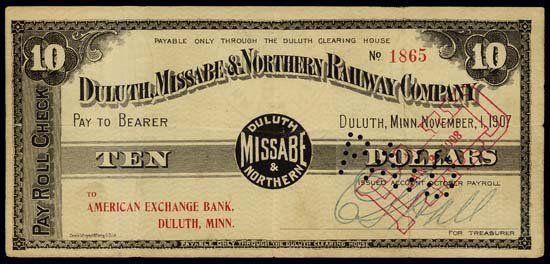 PAYABLE ONLY THROUGH THE DULUTH CLEARING HOUSE
10
10
No. 1865
DULUTH, MISSABE & NORTHERN RAILWAY COMPANY
PAY ROLL CHECK
PAY TO BEARER
DULUTH, MINN. NOVEMBER, 1, 1907
DULUTH
MISSABE
& NORTHERN
TEN
DOLLARS
ISSUED ACCOUNT OCTOBER PAYROLL
TO
AMERICAN EXCHANGE BANK.
DULUTH, MINN.
FOR TREASURER.
PAYABLE ONLY THROUGH THE DULUTH CLEARING HOUSE